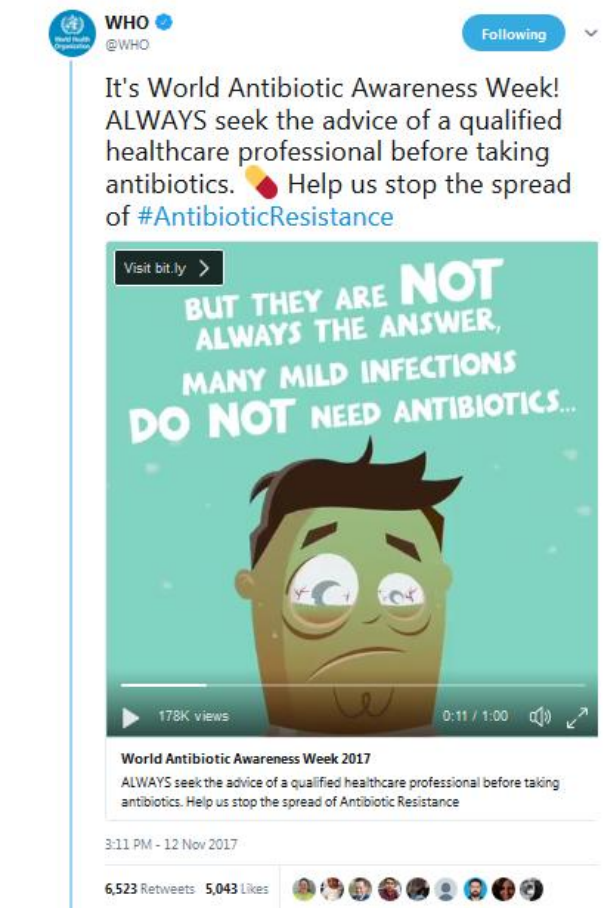 WHO
@WHO
Following
It's World Antibiotic Awareness Week!
ALWAYS seek the advice of a qualified
healthcare professional before taking
antibiotics. 💊 Help us stop the spread
of #AntibioticResistance
Visit bit.ly
BUT THEY ARE NOT
ALWAYS THE ANSWER,
MANY MILD INFECTIONS
DO NOT NEED ANTIBIOTICS...
178K views
0:11 / 1:00
World Antibiotic Awareness Week 2017
ALWAYS seek the advice of a qualified healthcare professional before taking
antibiotics. Help us stop the spread of Antibiotic Resistance
3:11 PM - 12 Nov 2017
6,523 Retweets 5,043 Likes